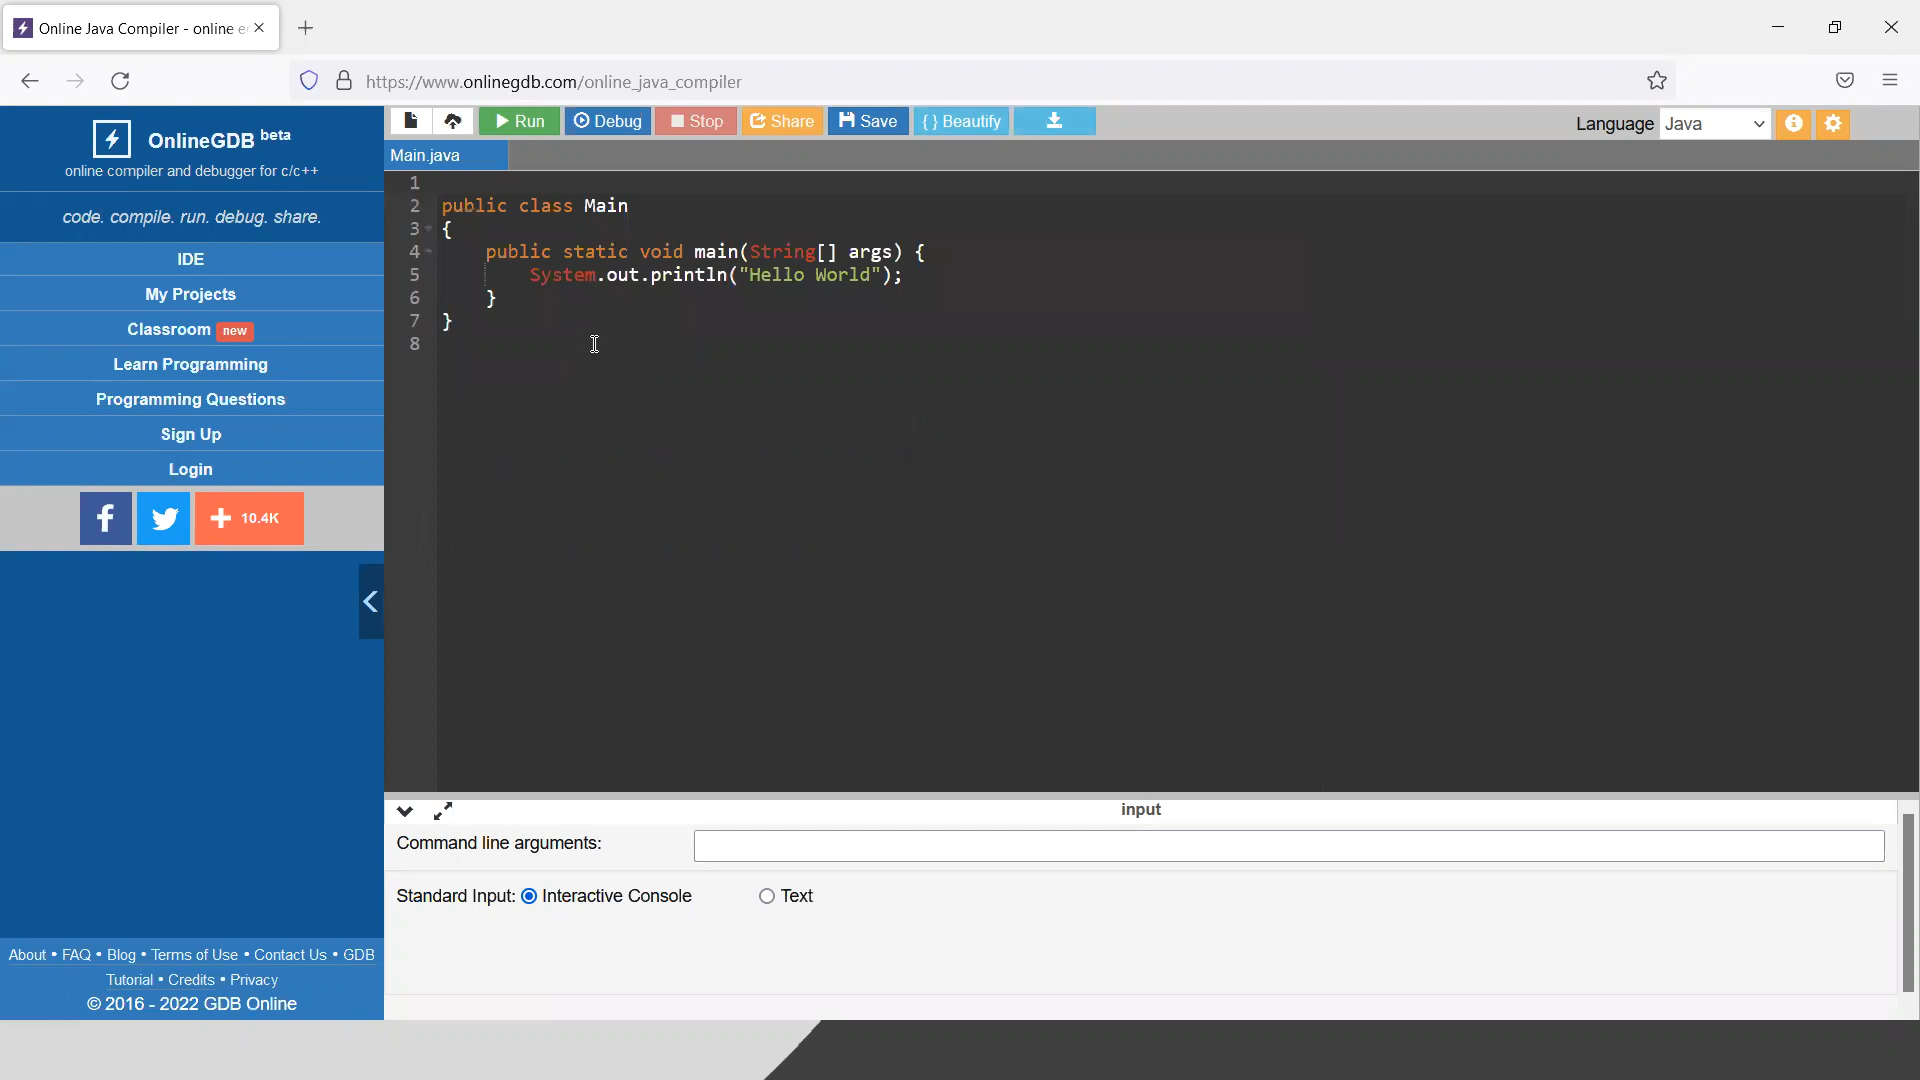 Online Java Compiler - online e
https://www.onlinegdb.com/online_java_compiler
OnlineGDB beta
online compiler and debugger for c/c++
code. compile. run. debug. share.
IDE
My Projects
Classroom new
Learn Programming
Programming Questions
Sign Up
Login
+ 10.4K
About • FAQ • Blog • Terms of Use • Contact Us • GDB
Tutorial • Credits • Privacy
© 2016 - 2022 GDB Online
Run Debug Stop Share Save { } Beautify
Language Java
Main.java
1
2 public class Main
3 {
4 public static void main(String[] args) {
5 System.out.println("Hello World");
6 }
7 }
8
input
Command line arguments:
Standard Input: Interactive Console Text